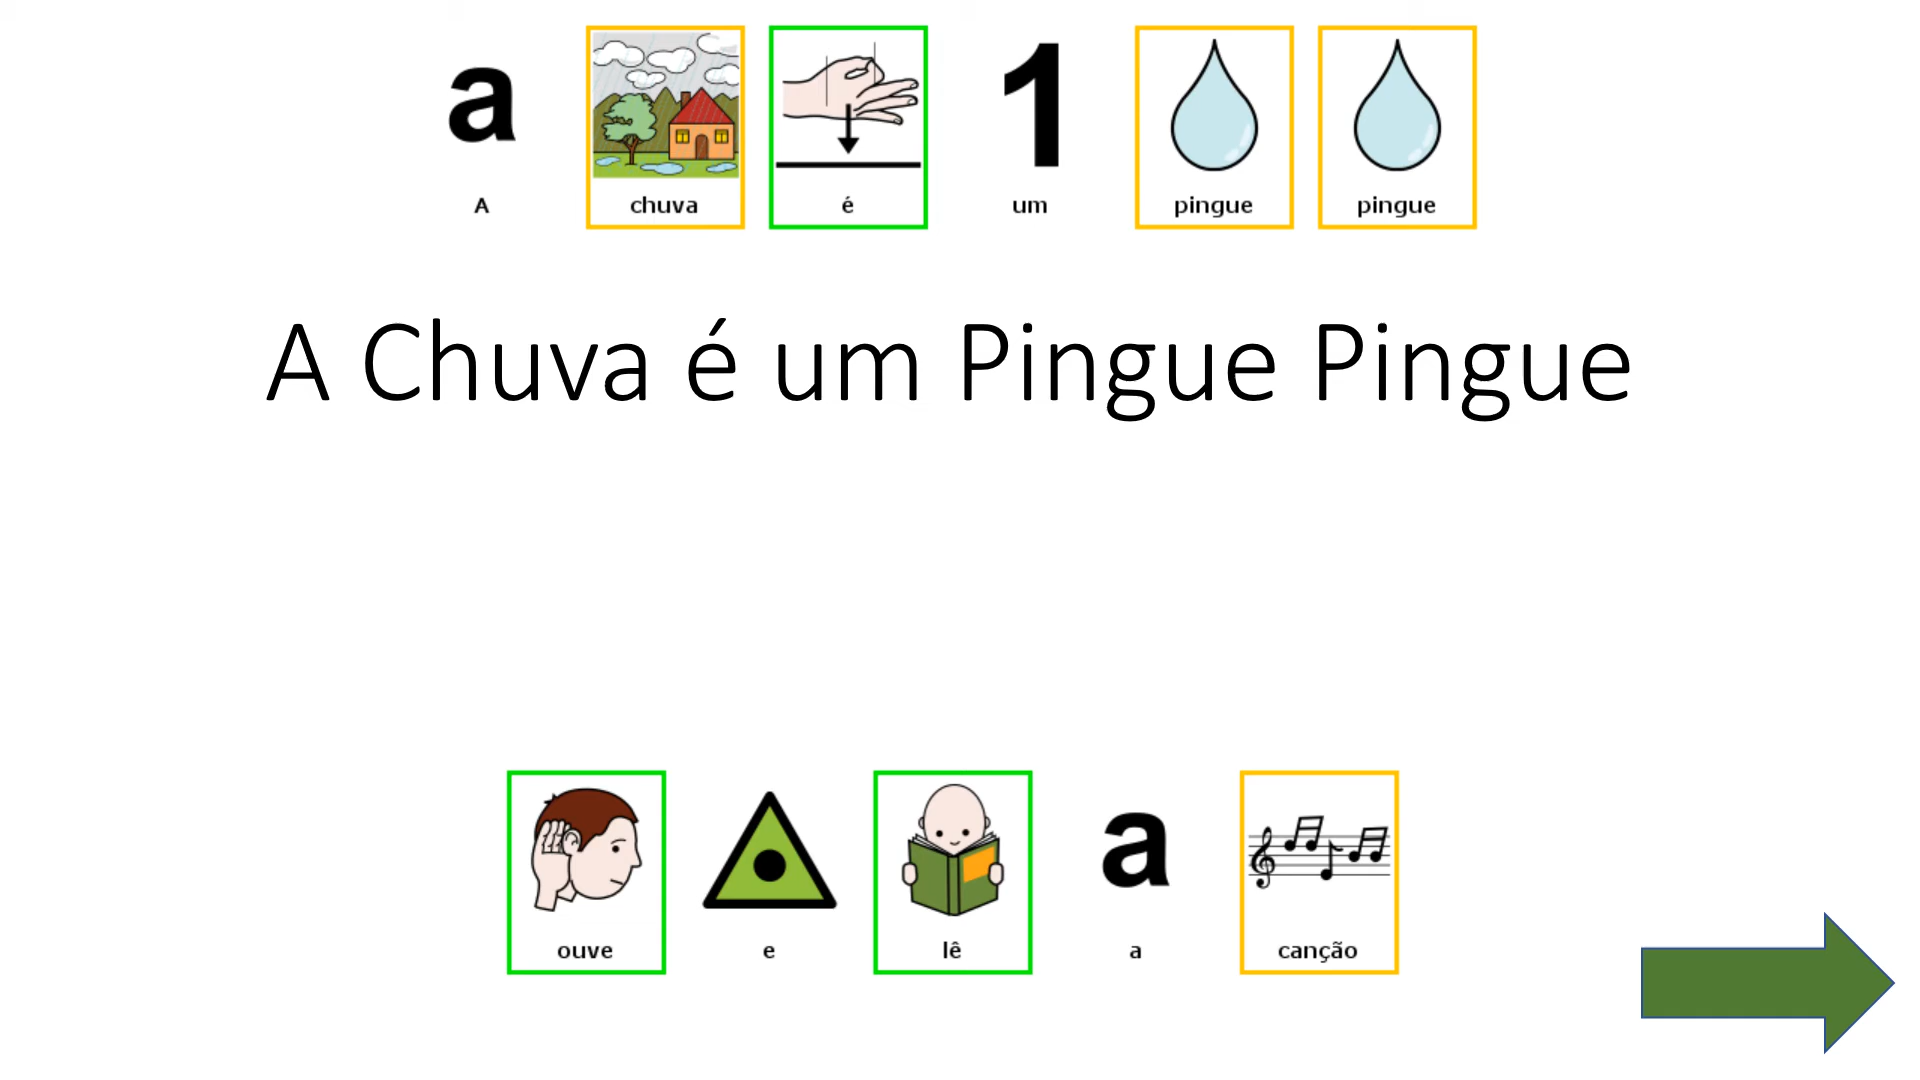 a 1
A chuva é um pingue pingue
A Chuva é um Pingue Pingue
a
ouve e lê a canção